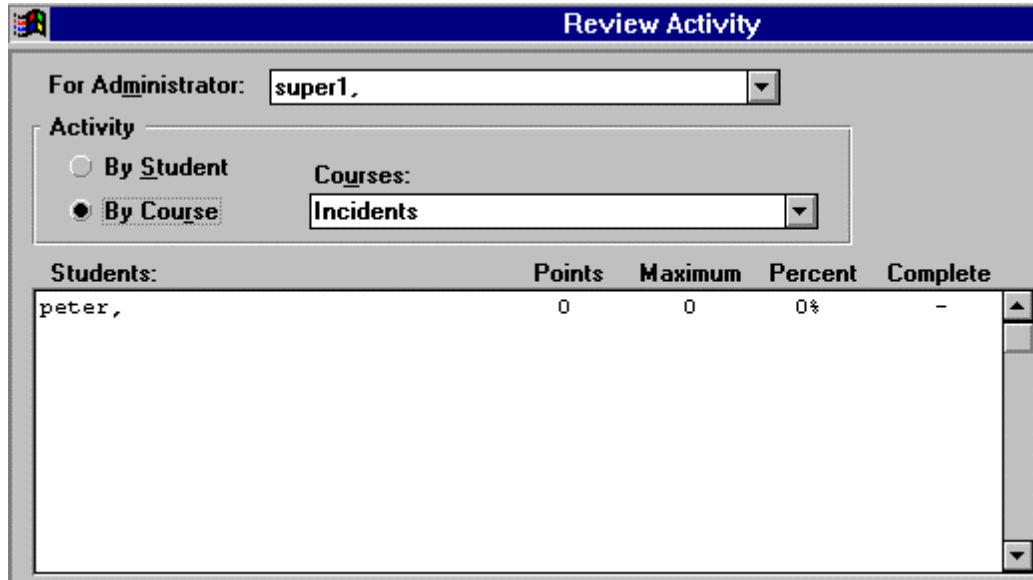 Review Activity
For Administrator: super1,
Activity
By Student
Courses:
By Course Incidents
Students: Points Maximum Percent Complete
peter, 0 0 0% -